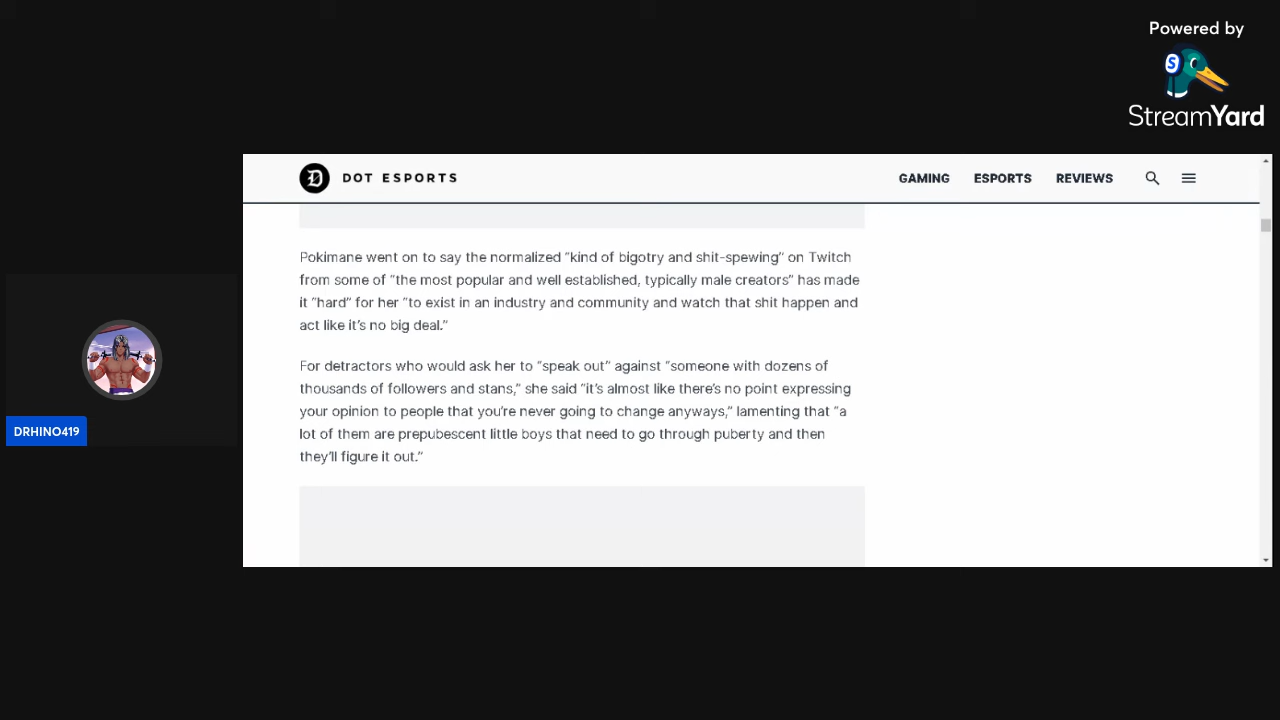 Powered by
StreamYard
DOT ESPORTS
GAMING ESPORTS REVIEWS
Pokimane went on to say the normalized “kind of bigotry and shit-spewing” on Twitch
from some of “the most popular and well established, typically male creators” has made
it “hard” for her “to exist in an industry and community and watch that shit happen and
act like it’s no big deal.”
For detractors who would ask her to “speak out” against “someone with dozens of
thousands of followers and stans,” she said “it’s almost like there’s no point expressing
your opinion to people that you’re never going to change anyways,” lamenting that “a
lot of them are prepubescent little boys that need to go through puberty and then
they’ll figure it out.”
DRHINO419